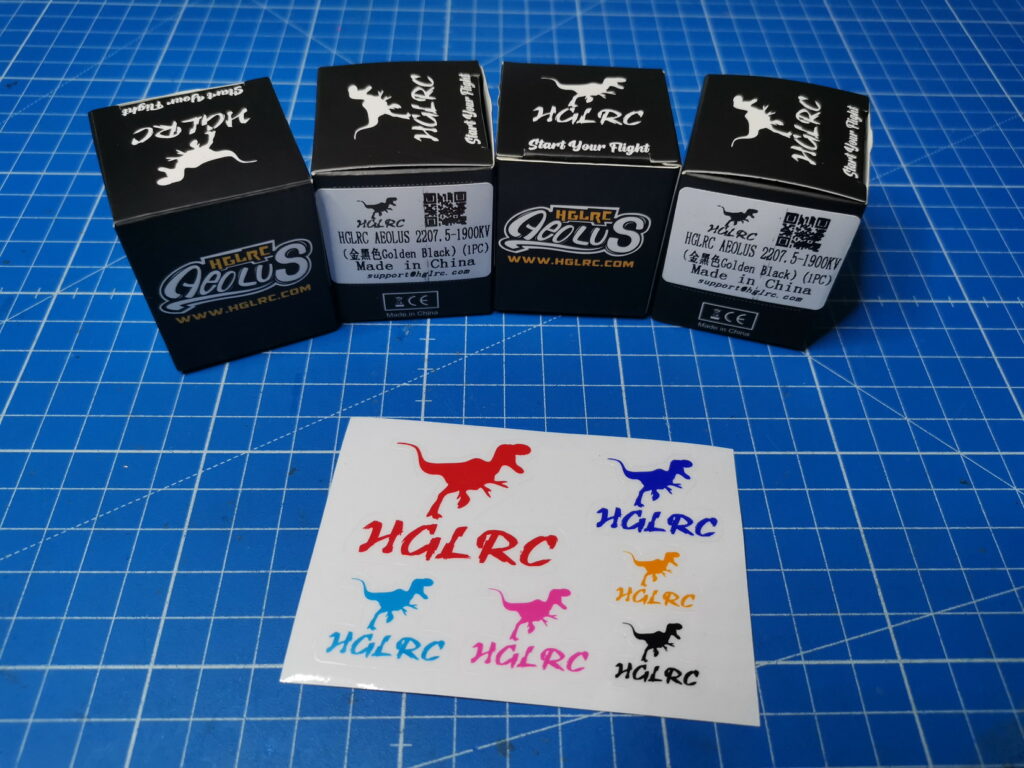 HGLRC
Start Your Flight
HGLRC
AEOLUS
WWW.HGLRC.COM
HGLRC
Start Your Flight
HGLRC
HGLRC AEOLUS 2207.5-1900KV
(金黑色Golden Black) (1PC)
Made in China
support@hglrc.com
CE
Made in China
HGLRC
Start Your Flight
HGLRC
AEOLUS
WWW.HGLRC.COM
HGLRC
Start Your Flight
HGLRC
HGLRC AEOLUS 2207.5-1900KV
(金黑色Golden Black) (1PC)
Made in China
support@hglrc.com
CE
Made in China
HGLRC
HGLRC
HGLRC
HGLRC
HGLRC
HGLRC